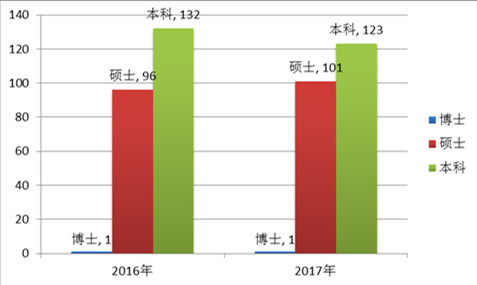 140
120
100
80
60
40
20
0
本科, 132
硕士, 96
博士, 1
本科, 123
硕士, 101
博士, 1
2016年
2017年
博士
硕士
本科